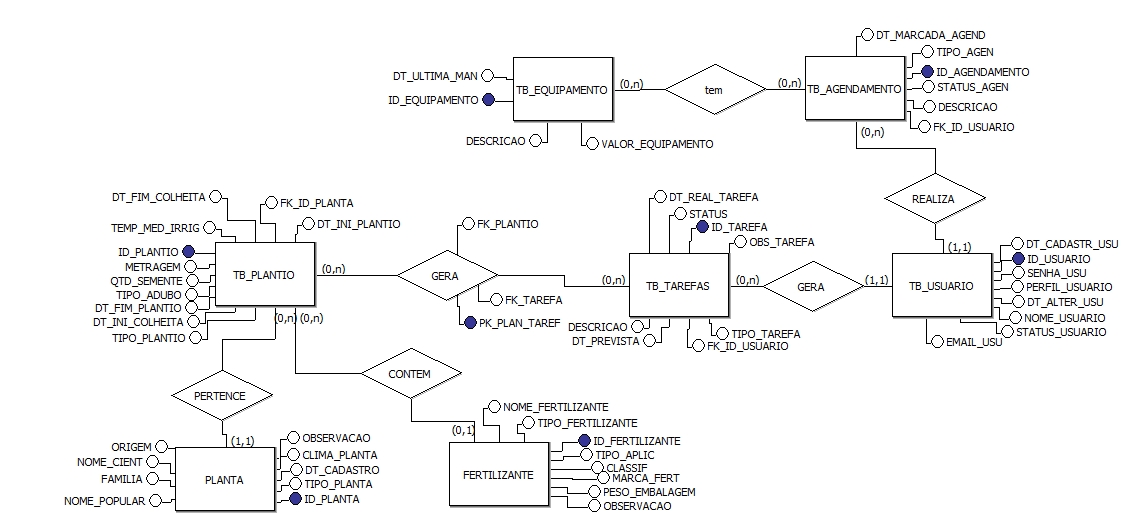 DT_MARCADA_AGEND
TIPO_AGEN
DT_ULTIMA_MAN
ID_AGENDAMENTO
(0,n)
(0,n)
TB_EQUIPAMENTO
tem
TB_AGENDAMENTO
STATUS_AGEN
ID_EQUIPAMENTO
DESCRICAO
FK_ID_USUARIO
(0,n)
DESCRICAO
VALOR_EQUIPAMENTO
REALIZA
DT_FIM_COLHEITA
FK_ID_PLANTA
DT_REAL_TAREFA
STATUS
TEMP_MED_IRRIG
DT_INI_PLANTIO
FK_PLANTIO
ID_TAREFA
OBS_TAREFA
(1,1)
DT_CADASTR_USU
ID_PLANTIO
ID_USUARIO
METRAGEM
(0,n)
SENHA_USU
TB_PLANTIO
GERA
(0,n)
TB_TAREFAS
(0,n)
GERA
(1,1)
TB_USUARIO
QTD_SEMENTE
PERFIL_USUARIO
TIPO_ADUBO
FK_TAREFA
DT_ALTER_USU
DT_FIM_PLANTIO
NOME_USUARIO
DT_INI_COLHEITA
(0,n)
(0,n)
PK_PLAN_TAREF
DESCRICAO
STATUS_USUARIO
TIPO_PLANTIO
DT_PREVISTA
TIPO_TAREFA
FK_ID_USUARIO
EMAIL_USU
CONTEM
PERTENCE
NOME_FERTILIZANTE
TIPO_FERTILIZANTE
(0,1)
(1,1)
ORIGEM
OBSERVACAO
ID_FERTILIZANTE
NOME_CIENT
CLIMA_PLANTA
TIPO_APLIC
DT_CADASTRO
CLASSIF
FAMILIA
PLANTA
TIPO_PLANTA
FERTILIZANTE
MARCA_FERT
NOME_POPULAR
ID_PLANTA
PESO_EMBALAGEM
OBSERVACAO